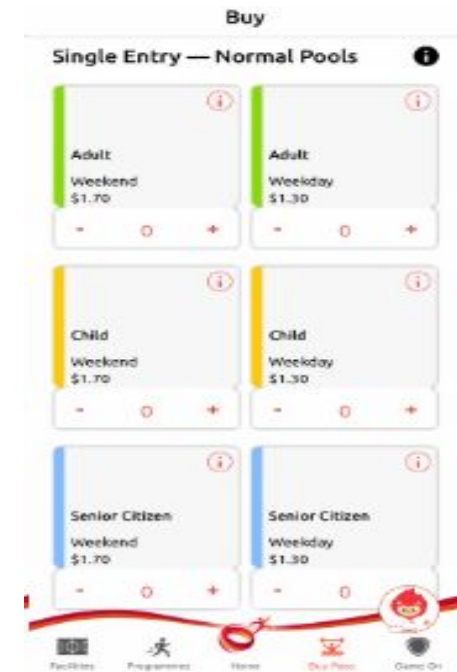 Buy
Single Entry — Normal Pools
Adult
Weekend
$1.70
- 0 +
Adult
Weekday
$1.30
- 0 +
Child
Weekend
$1.70
- 0 +
Child
Weekday
$1.30
- 0 +
Senior Citizen
Weekend
$1.70
- 0 +
Senior Citizen
Weekday
$1.30
- 0
Facilities
Programmes
Home
Buy Pass
Game On